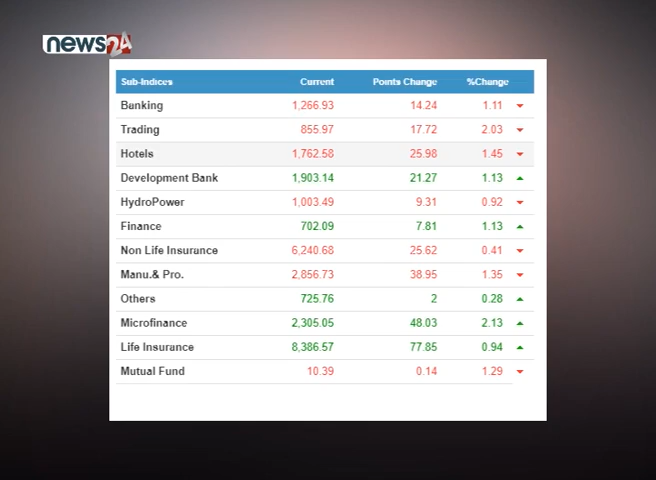 news24
Sub-Indices Current Points Change %Change
Banking 1,266.93 14.24 1.11
Trading 855.97 17.72 2.03
Hotels 1,762.58 25.98 1.45
Development Bank 1,903.14 21.27 1.13
HydroPower 1,003.49 9.31 0.92
Finance 702.09 7.81 1.13
Non Life Insurance 6,240.68 25.62 0.41
Manu.& Pro. 2,856.73 38.95 1.35
Others 725.76 2 0.28
Microfinance 2,305.05 48.03 2.13
Life Insurance 8,386.57 77.85 0.94
Mutual Fund 10.39 0.14 1.29